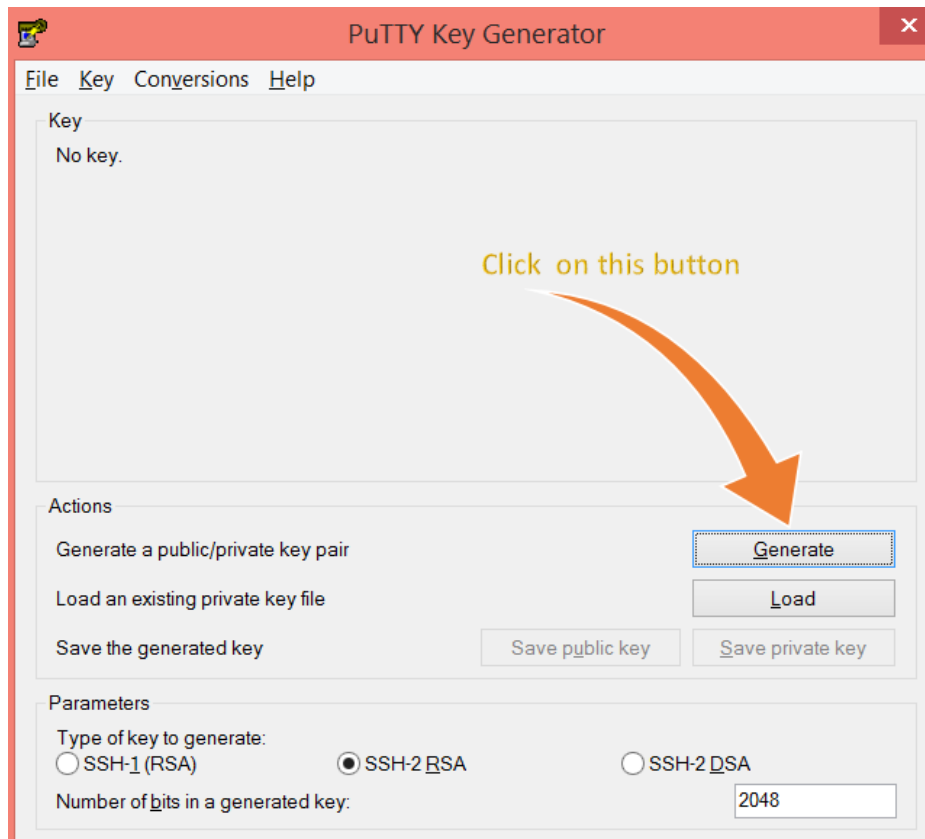 PuTTY Key Generator
File Key Conversions Help
Key
No key.
Click on this button
Actions
Generate a public/private key pair
Generate
Load an existing private key file
Load
Save the generated key
Save public key
Save private key
Parameters
Type of key to generate:
SSH-1 (RSA) SSH-2 RSA SSH-2 DSA
Number of bits in a generated key:
2048